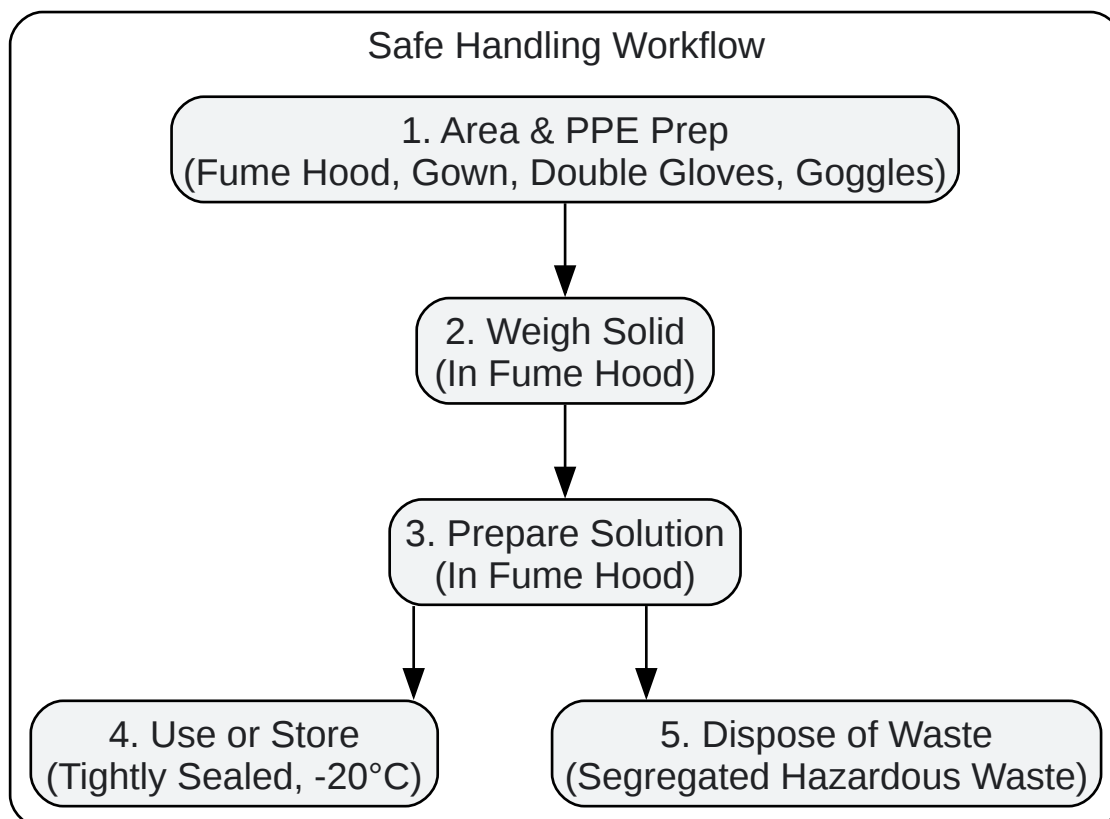 Safe Handling Workflow
1. Area & PPE Prep
(Fume Hood, Gown, Double Gloves, Goggles)
2. Weigh Solid
(In Fume Hood)
3. Prepare Solution
(In Fume Hood)
4. Use or Store
(Tightly Sealed, -20°C)
5. Dispose of Waste
(Segregated Hazardous Waste)